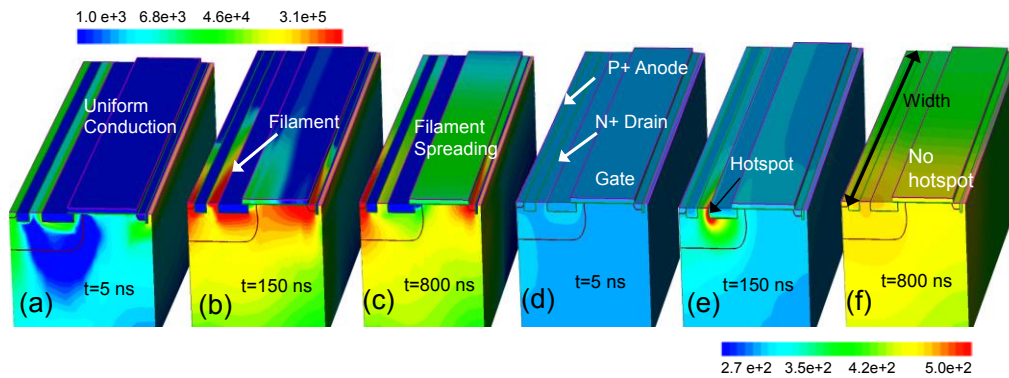 1.0 e+3 6.8e+3 4.6e+4 3.1e+5
Uniform
Conduction
Filament
Filament
Spreading
P+ Anode
N+ Drain
Gate
Hotspot
Width
No
hotspot
(a) t=5 ns
(b) t=150 ns
(c) t=800 ns
(d) t=5 ns
(e) t=150 ns
(f) t=800 ns
2.7 e+2 3.5e+2 4.2 e+2 5.0e+2